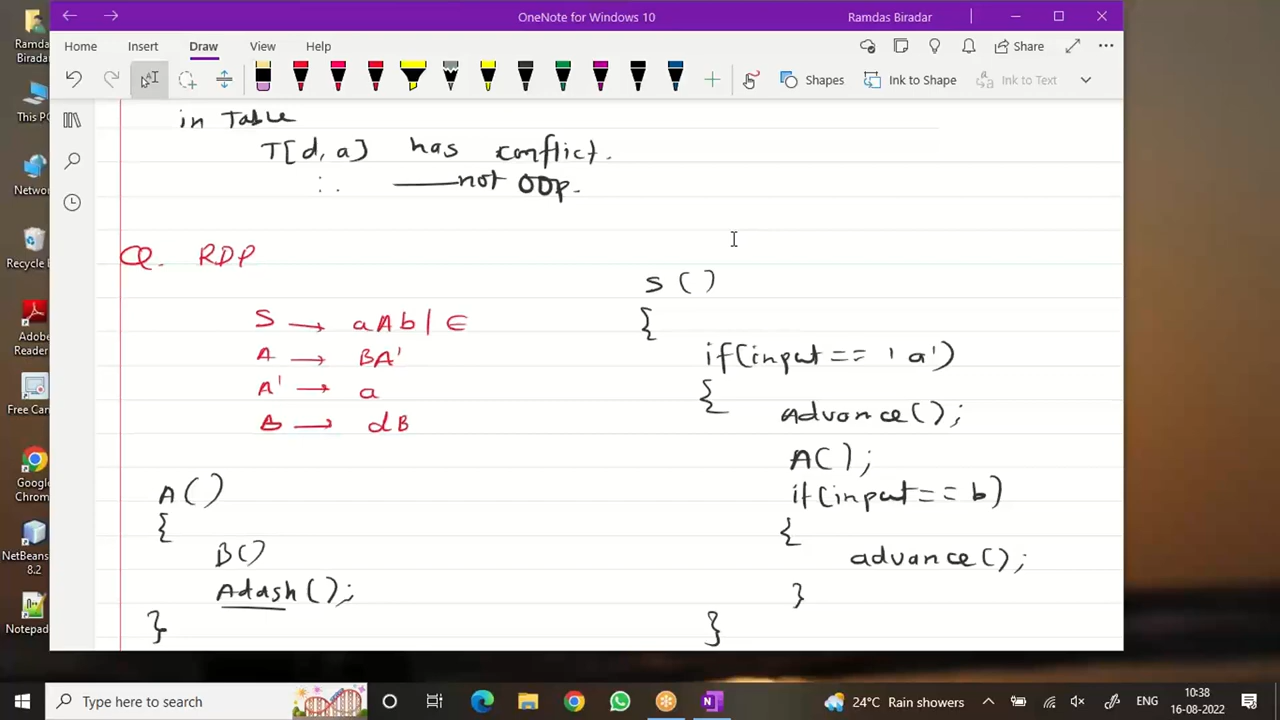 OneNote for Windows 10
Ramdas Biradar
Home Insert Draw View Help
Share
Shapes
Ink to Shape
Ink to Text
This PC
Network
Recycle
Adobe
Reader
Free Can
Google
Chrom
NetBeans
8.2
Notepad
in Table
T[d, a] has conflict.
∴ not
Q. RDP
S → aAb | ∈
A → BA'
A' → a
B → dB
A ( )
{
B()
Adash();
}
S ( )
{
if(input == 'a')
{
Advance();
A();
if(input == b)
{
advance();
}
}
Type here to search
24°C Rain showers
ENG
10:38
16-08-2022